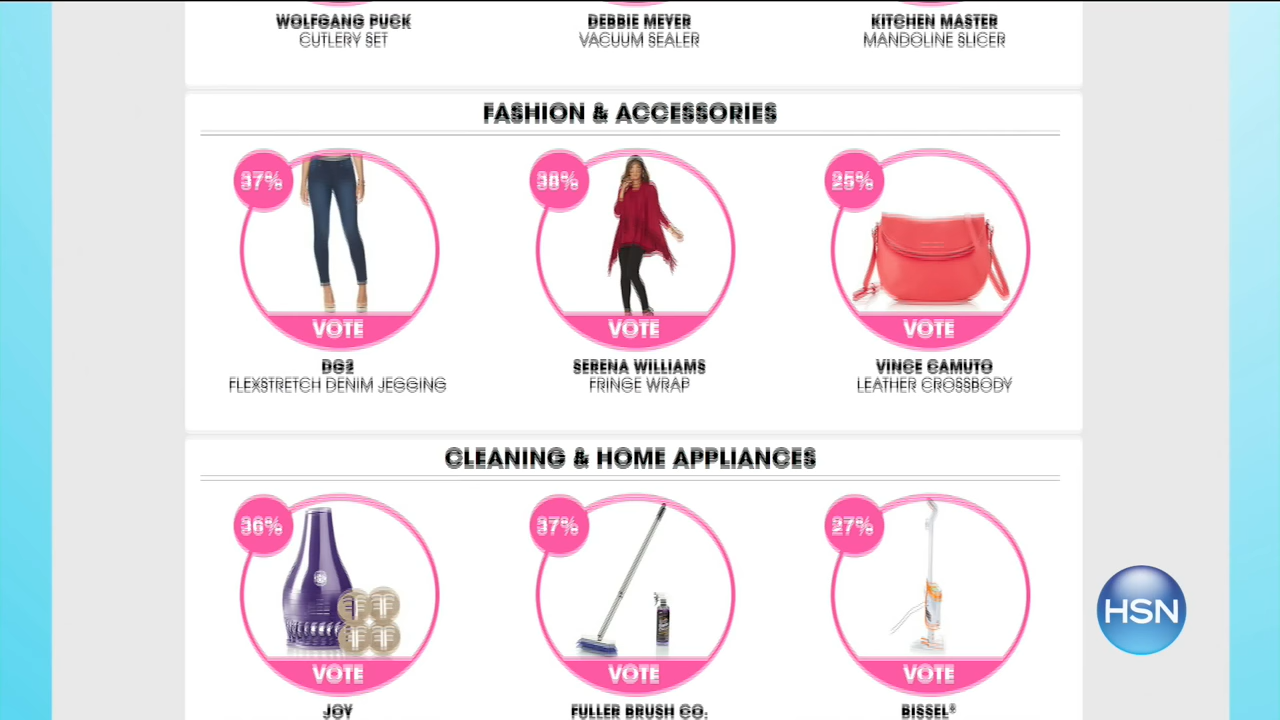 WOLFGANG PUCK
CUTLERY SET
DEBBIE MEYER
VACUUM SEALER
KITCHEN MASTER
MANDOLINE SLICER
FASHION & ACCESSORIES
37%
VOTE
DG2
FLEXSTRETCH DENIM JEGGING
38%
VOTE
SERENA WILLIAMS
FRINGE WRAP
25%
VOTE
VINCE CAMUTO
LEATHER CROSSBODY
CLEANING & HOME APPLIANCES
36%
VOTE
JOY
37%
VOTE
FULLER BRUSH CO.
27%
VOTE
BISSEL®
HSN